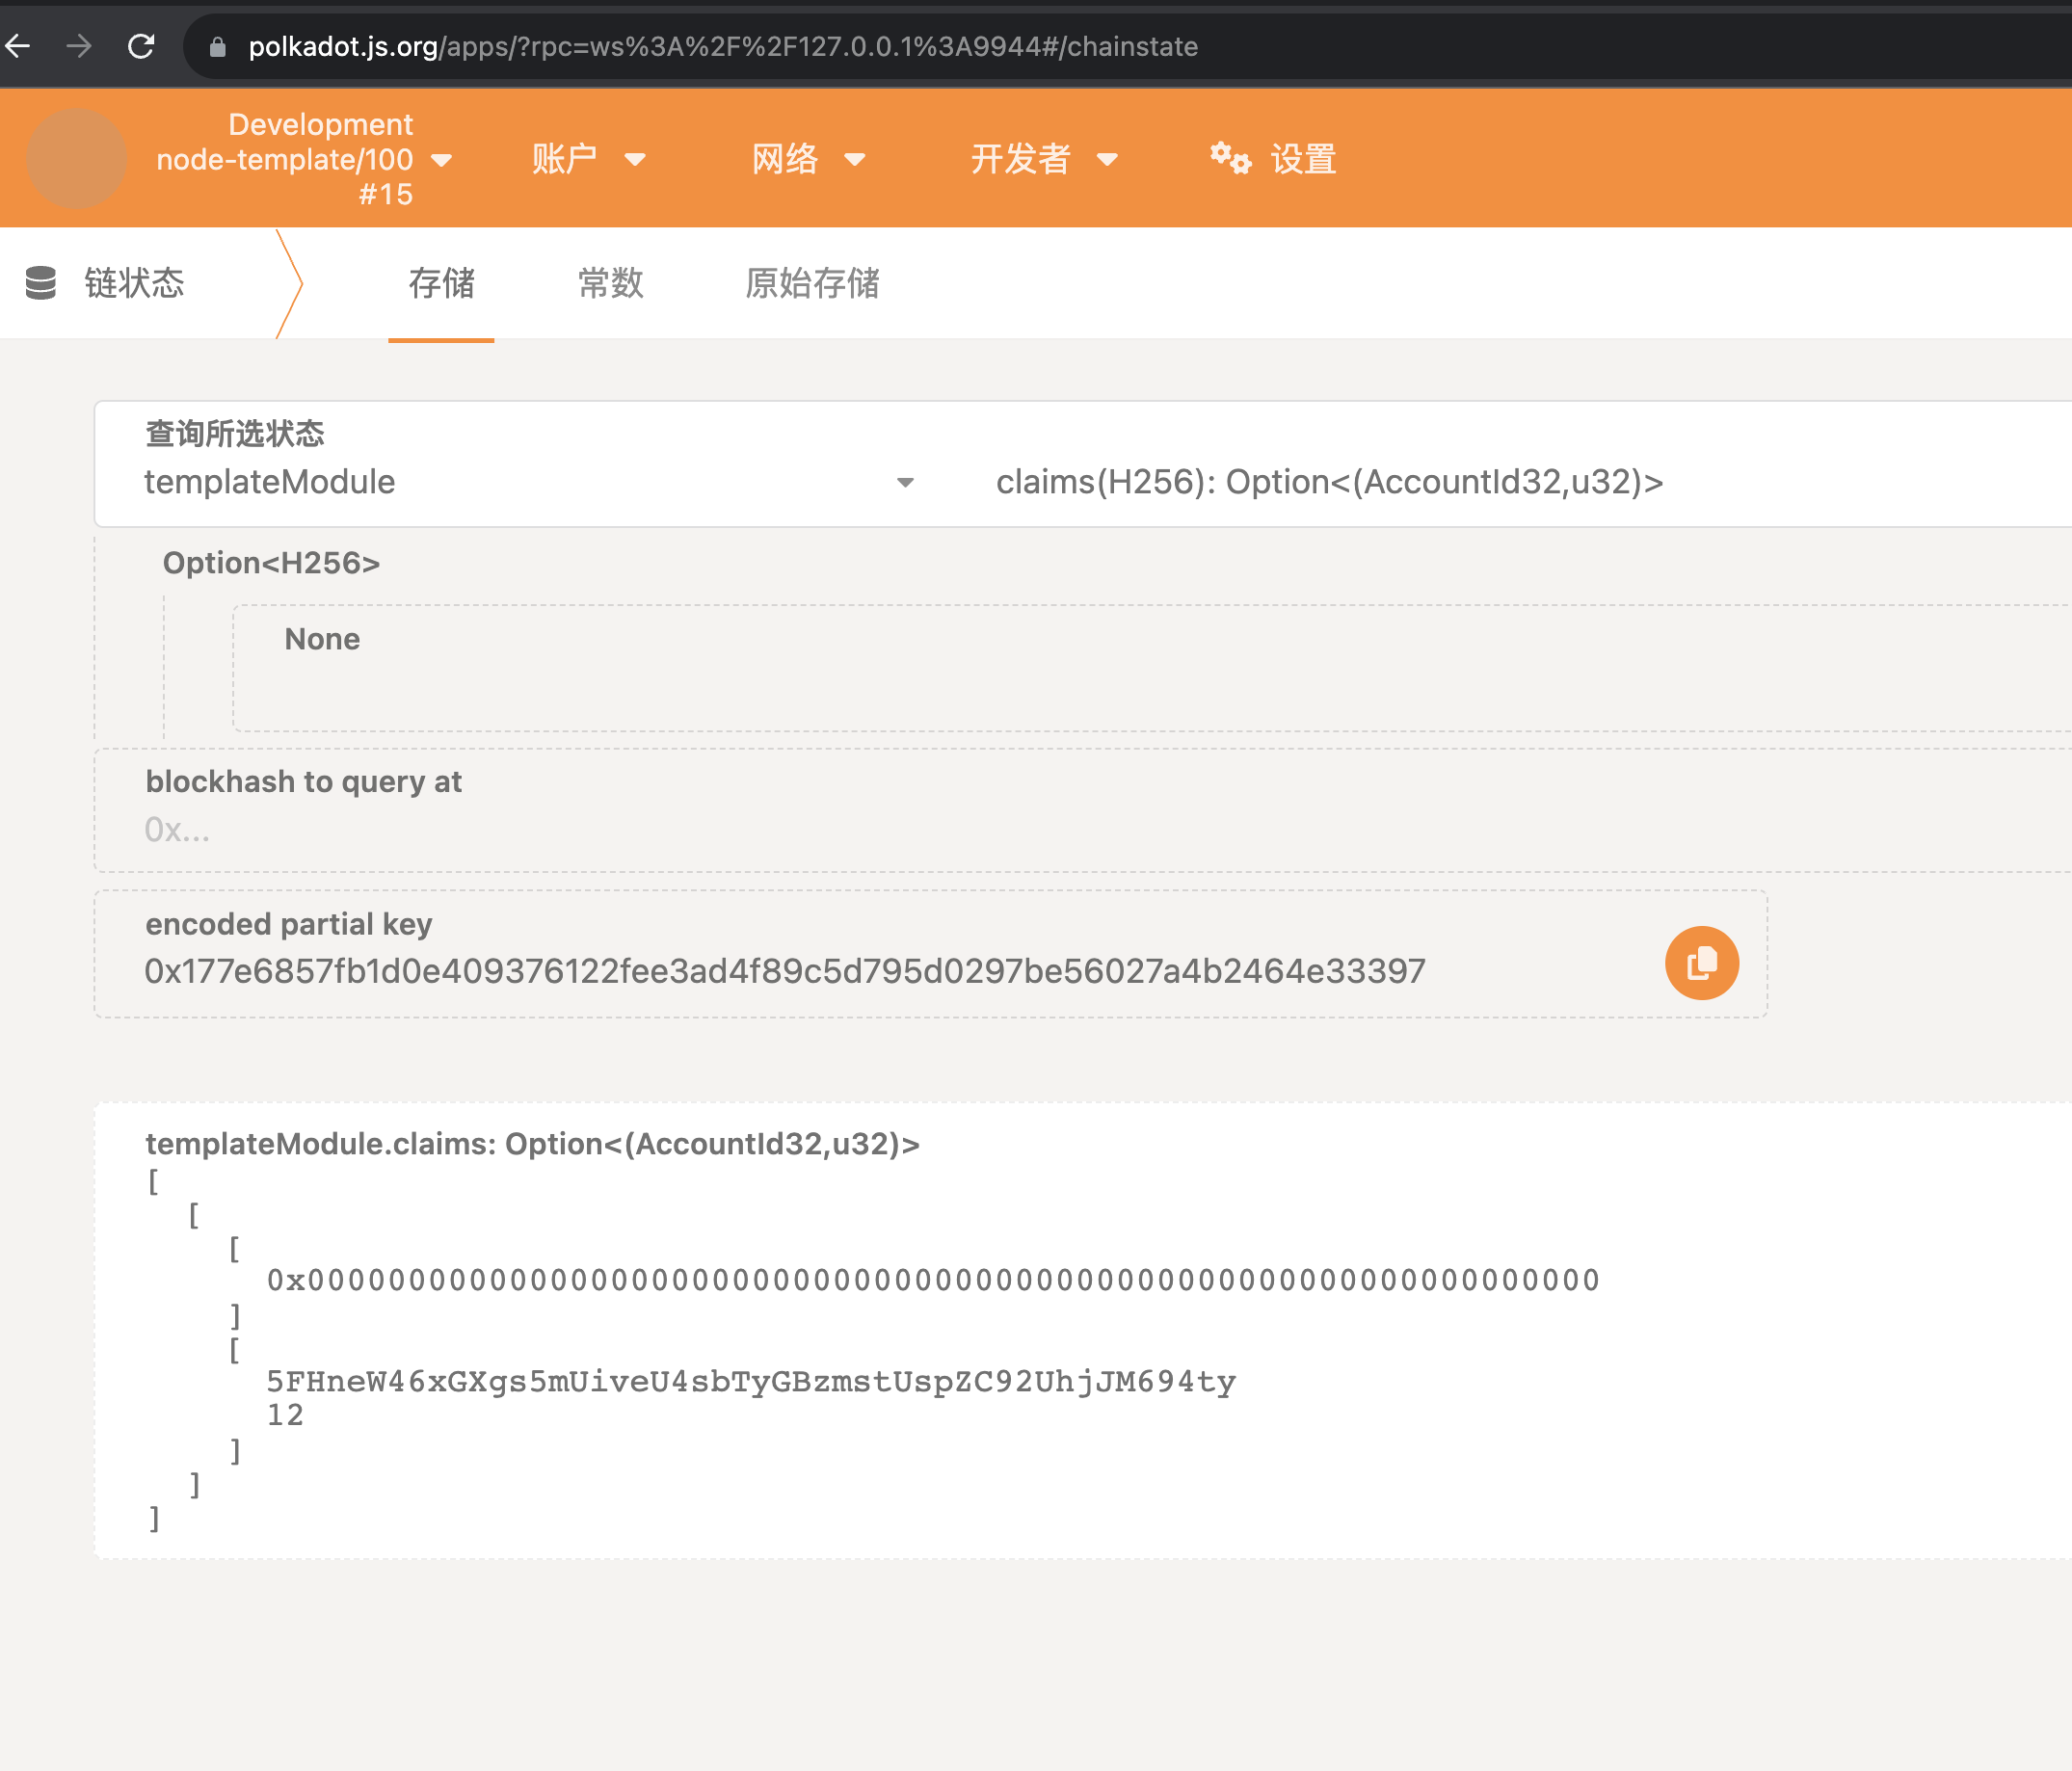 polkadot.js.org/apps/?rpc=ws%3A%2F%2F127.0.0.1%3A9944#/chainstate
Development
node-template/100
#15
账户
网络
开发者
设置
链状态
存储
常数
原始存储
查询所选状态
templateModule
claims(H256): Option<(AccountId32,u32)>
Option<H256>
None
blockhash to query at
0x...
encoded partial key
0x177e6857fb1d0e409376122fee3ad4f89c5d795d0297be56027a4b2464e33397
templateModule.claims: Option<(AccountId32,u32)>
[
[
[
0x0000000000000000000000000000000000000000000000000000000000000000
]
[
5FHneW46xGXgs5mUiveU4sbTyGBzmstUspZC92UhjJM694ty
12
]
]
]